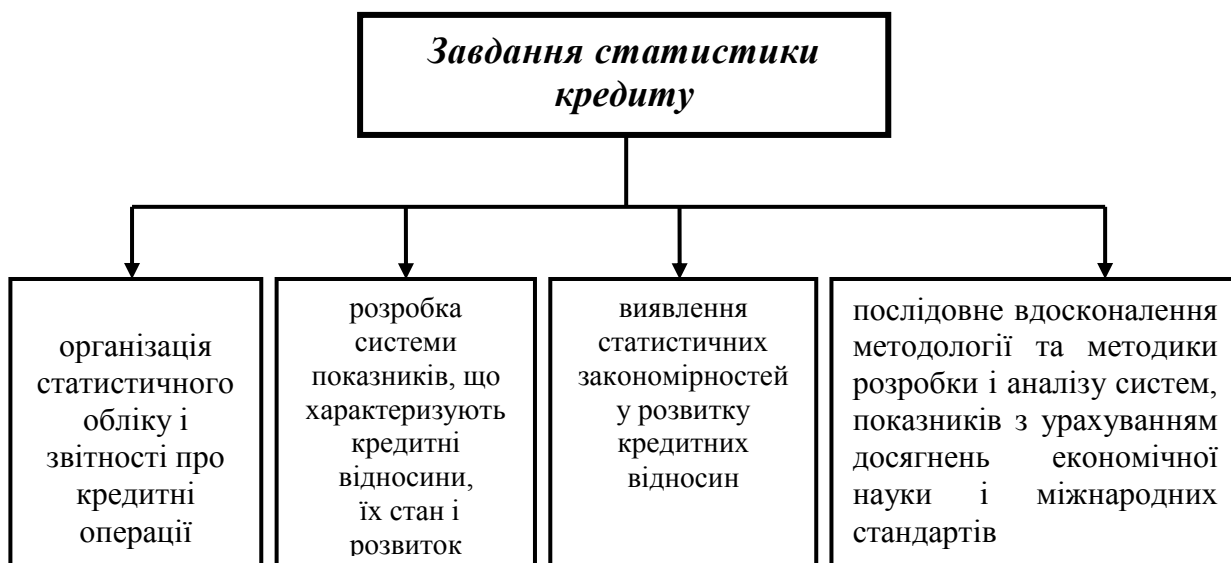 Завдання статистики
кредиту
організація
статистичного
обліку і
звітності про
кредитні
операції
розробка
системи
показників, що
характеризують
кредитні
відносини,
їх стан і
розвиток
виявлення
статистичних
закономірностей
у розвитку
кредитних
відносин
послідовне вдосконалення
методології та методики
розробки і аналізу систем,
показників з урахуванням
досягнень економічної
науки і міжнародних
стандартів